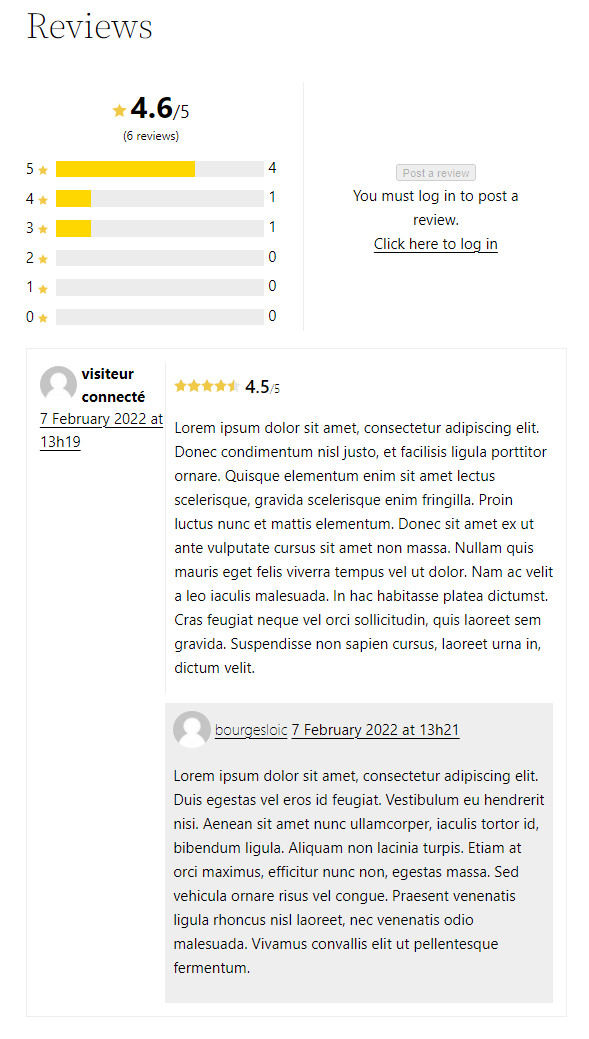 Reviews
4.6/5
(6 reviews)
5 4
4 1
3 1
2 0
1 0
0 0
Post a review
You must log in to post a
review.
Click here to log in
visiteur
connecté
7 February 2022 at
13h19
4.5/5
Lorem ipsum dolor sit amet, consectetur adipiscing elit.
Donec condimentum nisl justo, et facilisis ligula porttitor
ornare. Quisque elementum enim sit amet lectus
scelerisque, gravida scelerisque enim fringilla. Proin
luctus nunc et mattis elementum. Donec sit amet ex ut
ante vulputate cursus sit amet non massa. Nullam quis
mauris eget felis viverra tempus vel ut dolor. Nam ac velit
a leo iaculis malesuada. In hac habitasse platea dictumst.
Cras feugiat neque vel orci sollicitudin, quis laoreet sem
gravida. Suspendisse non sapien cursus, laoreet urna in,
dictum velit.
bourgesloic 7 February 2022 at 13h21
Lorem ipsum dolor sit amet, consectetur adipiscing elit.
Duis egestas vel eros id feugiat. Vestibulum eu hendrerit
nisi. Aenean sit amet nunc ullamcorper, iaculis tortor id,
bibendum ligula. Aliquam non lacinia turpis. Etiam at
orci maximus, efficitur nunc non, egestas massa. Sed
vehicula ornare risus vel congue. Praesent venenatis
ligula rhoncus nisl laoreet, nec venenatis odio
malesuada. Vivamus convallis elit ut pellentesque
fermentum.